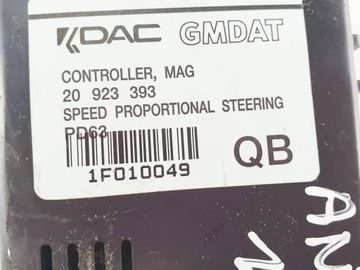 KDAC GMDAT
CONTROLLER, MAG
20 923 393
SPEED PROPORTIONAL STEERING
PD63
1F010049
QB